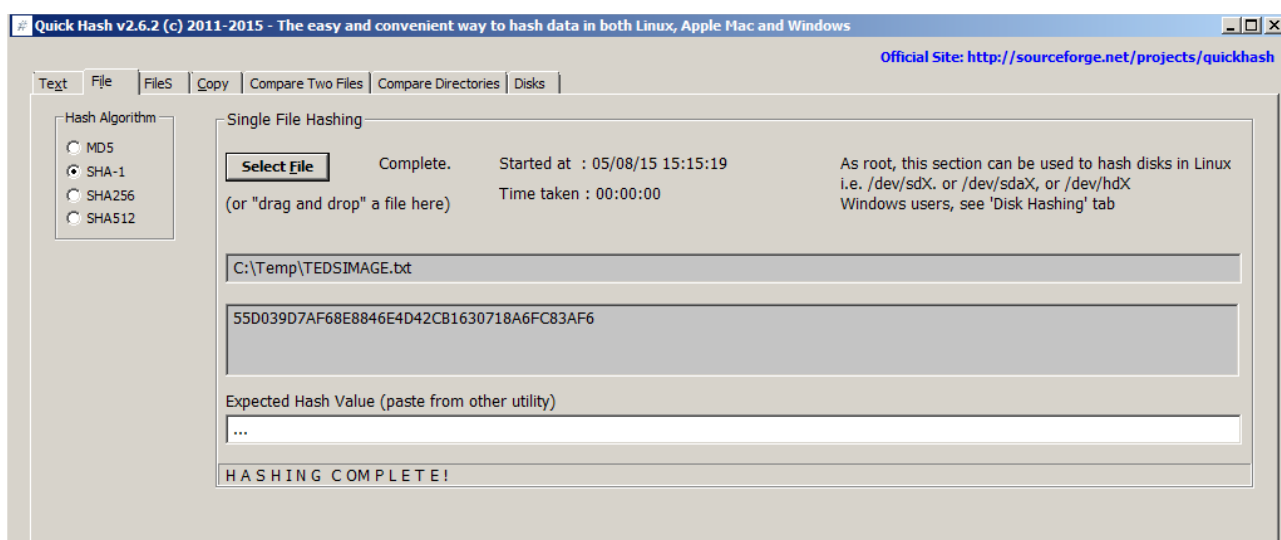 # Quick Hash v2.6.2 (c) 2011-2015 - The easy and convenient way to hash data in both Linux, Apple Mac and Windows
Official Site: http://sourceforge.net/projects/quickhash
Text File FileS Copy Compare Two Files Compare Directories Disks
Hash Algorithm
MD5
SHA-1
SHA256
SHA512
Single File Hashing
Select File Complete. Started at : 05/08/15 15:15:19
(or "drag and drop" a file here) Time taken : 00:00:00
As root, this section can be used to hash disks in Linux
i.e. /dev/sdX. or /dev/sdaX, or /dev/hdX
Windows users, see 'Disk Hashing' tab
C:\Temp\TEDSIMAGE.txt
55D039D7AF68E8846E4D42CB1630718A6FC83AF6
Expected Hash Value (paste from other utility)
...
H A S H I N G C O M P L E T E !